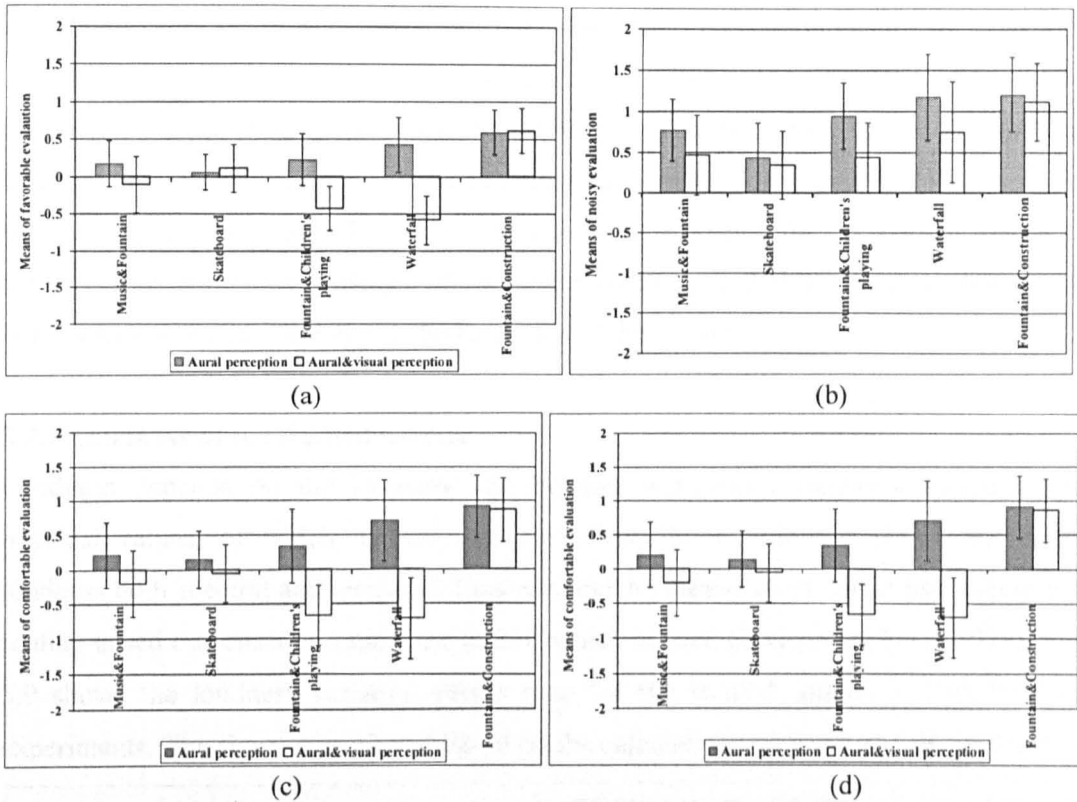 Means of favorable evalaution
2
1.5
1
0.5
0
-0.5
-1
-1.5
-2
Music&Fountain
Skateboard
Fountain&Children's
playing
Waterfall
Fountain&Construction
Aural perception
Aural&visual perception
(a)
Means of noisy evaluation
2
1.5
1
0.5
0
-0.5
-1
-1.5
-2
Music&Fountain
Skateboard
Fountain&Children's
playing
Waterfall
Fountain&Construction
(b)
Means of comfortable evaluation
2
1.5
1
0.5
0
-0.5
-1
-1.5
-2
Music&Fountain
Skateboard
Fountain&Children's
playing
Waterfall
Fountain&Construction
Aural perception
Aural&visual perception
(c)
Means of comfortable evaluation
2
1.5
1
0.5
0
-0.5
-1
-1.5
-2
Music&Fountain
Skateboard
Fountain&Children's
playing
Waterfall
Fountain&Construction
Aural perception
Aural&visual perception
(d)